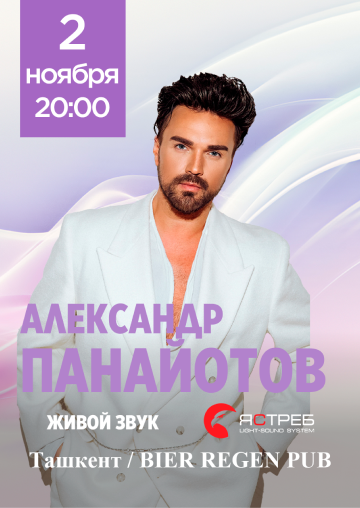 2
ноября
20:00
АЛЕКСАНДР
ПАНАЙОТОВ
ЖИВОЙ ЗВУК
ЯСТРЕБ
LIGHT-SOUND SYSTEM
Ташкент / BIER REGEN PUB